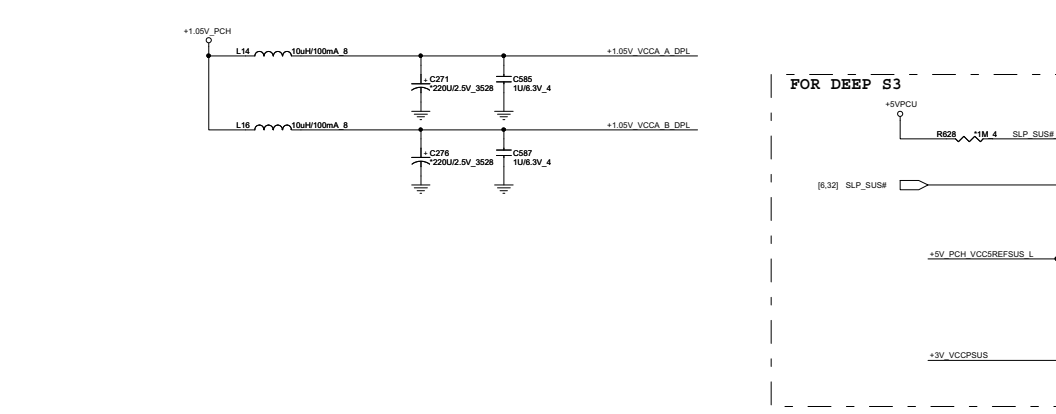 +1.05V_PCH
L14 10uH/100mA_8 +1.05V_VCCA_A_DPL
+ C271 C585
*220U/2.5V_3528 1U/6.3V_4
L16 10uH/100mA_8 +1.05V_VCCA_B_DPL
+ C276 C587
*220U/2.5V_3528 1U/6.3V_4
FOR DEEP S3
+5VPCU
R628 *1M_4 SLP_SUS#
[6,32] SLP_SUS#
+5V_PCH_VCC5REFSUS_L
+3V_VCCPSUS